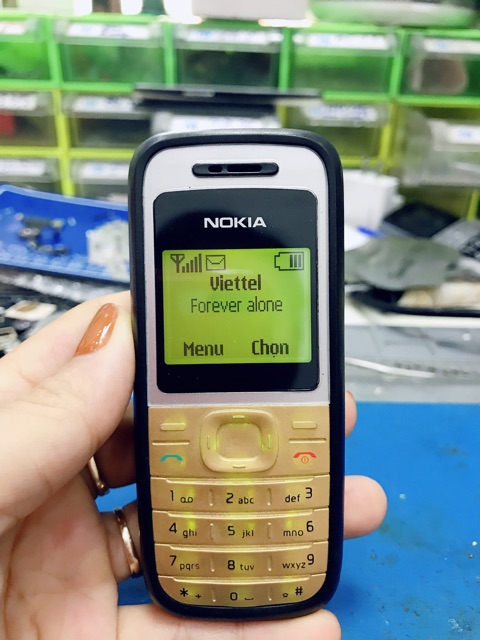 NOKIA
Viettel
Forever alone
Menu Chọn
1 2 abc def 3
4 ghi 5 jkl mno 6
7 pqrs 8 tuv wxyz 9
* + 0 #